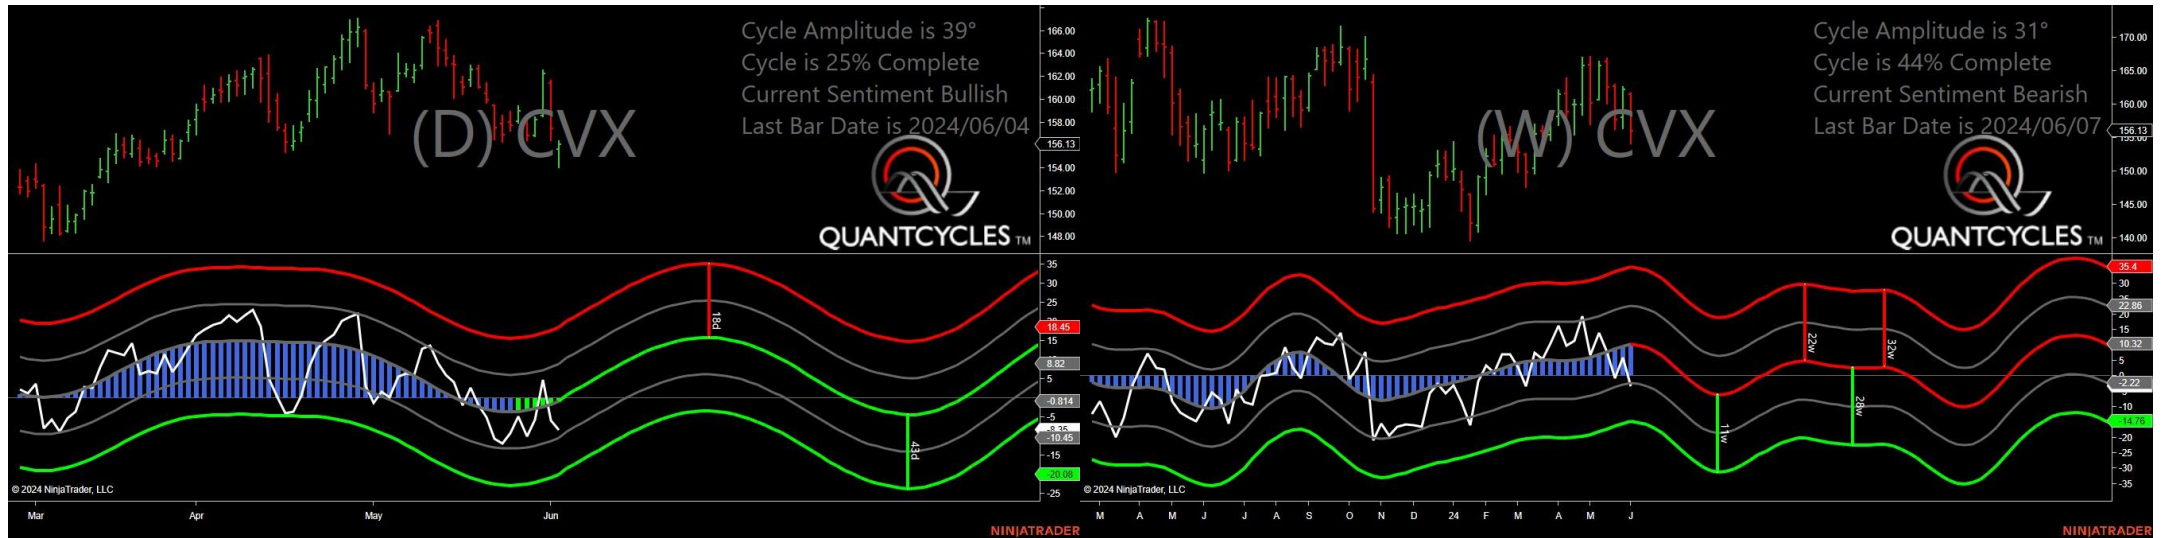 Cycle Amplitude is 39°
Cycle is 25% Complete
Current Sentiment Bullish
Last Bar Date is 2024/06/04
(D) CVX
QUANTCYCLES TM
166.00
164.00
162.00
160.00
158.00
156.13
154.00
152.00
150.00
148.00
35
30
25
18.45
15
8.82
5
-0.814
-5
-8.35
-10.45
-15
-20.08
-25
18d
43d
© 2024 NinjaTrader, LLC
Mar Apr May Jun
NINJATRADER
Cycle Amplitude is 31°
Cycle is 44% Complete
Current Sentiment Bearish
Last Bar Date is 2024/06/07
(W) CVX
QUANTCYCLES TM
170.00
165.00
160.00
156.13
150.00
145.00
140.00
35.4
30
22.86
20
15
10.32
5
-2.22
-10
-14.76
-20
-25
-30
-35
22w
32w
11w
28w
© 2024 NinjaTrader, LLC
M A M J J A S O N D 24 F M A M J
NINJATRADER